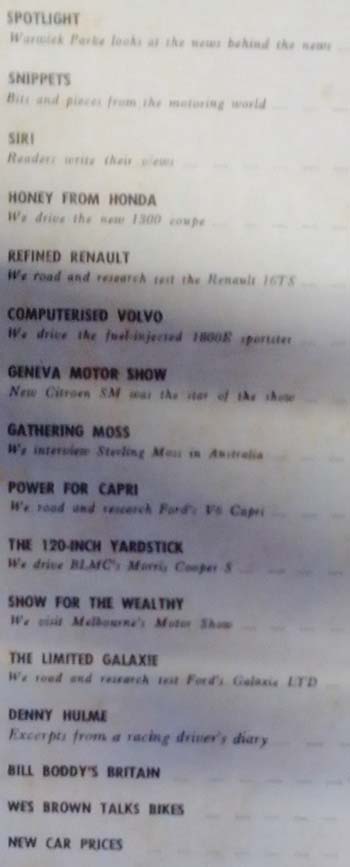 SPOTLIGHT
Warwick Parke looks at the news behind the news
SNIPPETS
Bits and pieces from the motoring world
SIR!
Readers write their views
HONEY FROM HONDA
We drive the new 1300 coupe
REFINED RENAULT
We road and research test the Renault 16TS
COMPUTERISED VOLVO
We drive the fuel-injected 1800E sportster
GENEVA MOTOR SHOW
New Citroen SM was the star of the show
GATHERING MOSS
We interview Stirling Moss in Australia
POWER FOR CAPRI
We road and research Ford's V6 Capri
THE 120-INCH YARDSTICK
We drive BLMC's Morris Cooper S
SHOW FOR THE WEALTHY
We visit Melbourne's Motor Show
THE LIMITED GALAXIE
We road and research test Ford's Galaxie LTD
DENNY HULME
Excerpts from a racing driver's diary
BILL BODDY'S BRITAIN
WES BROWN TALKS BIKES
NEW CAR PRICES